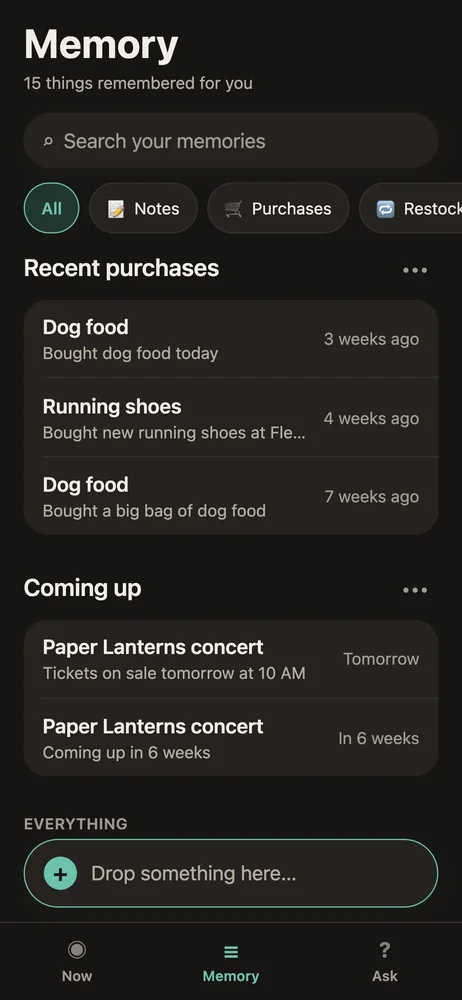 Memory
15 things remembered for you
Search your memories
All
Notes
Purchases
Restock
Recent purchases
Dog food
3 weeks ago
Bought dog food today
Running shoes
4 weeks ago
Bought new running shoes at Fle...
Dog food
7 weeks ago
Bought a big bag of dog food
Coming up
Paper Lanterns concert
Tomorrow
Tickets on sale tomorrow at 10 AM
Paper Lanterns concert
In 6 weeks
Coming up in 6 weeks
EVERYTHING
+
Drop something here...
Now
Memory
?
Ask